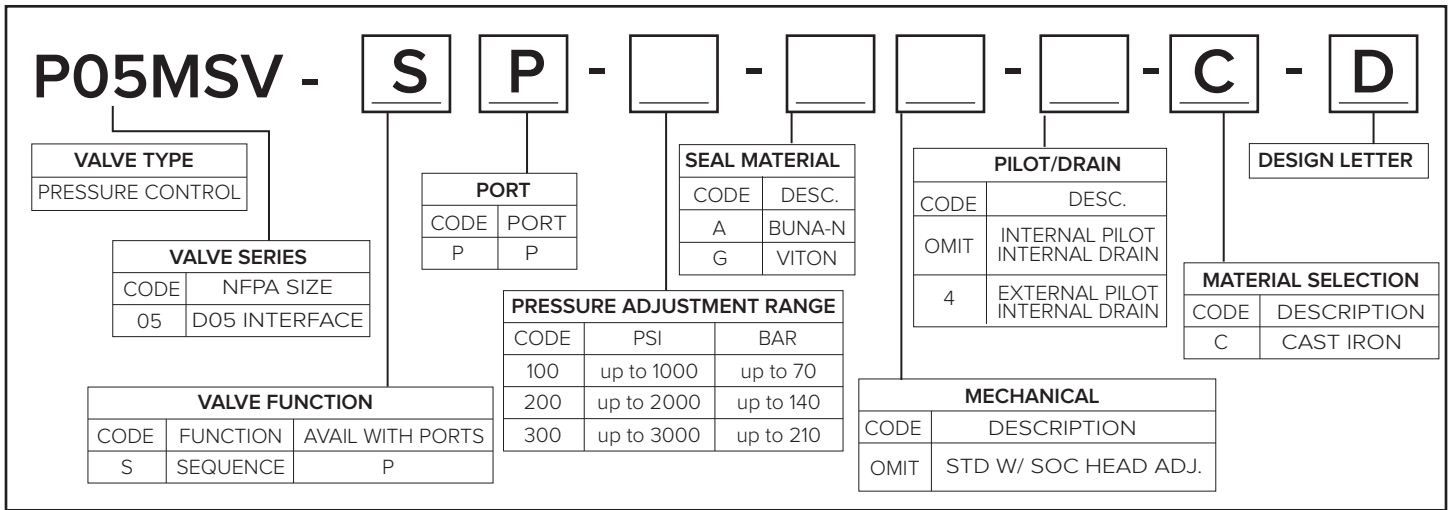 P05MSV - S P - - - - C - D
VALVE TYPE
PRESSURE CONTROL
VALVE SERIES
CODE NFPA SIZE
05 D05 INTERFACE
VALVE FUNCTION
CODE FUNCTION AVAIL WITH PORTS
S SEQUENCE P
PORT
CODE PORT
P P
PRESSURE ADJUSTMENT RANGE
CODE PSI BAR
100 up to 1000 up to 70
200 up to 2000 up to 140
300 up to 3000 up to 210
SEAL MATERIAL
CODE DESC.
A BUNA-N
G VITON
MECHANICAL
CODE DESCRIPTION
OMIT STD W/ SOC HEAD ADJ.
PILOT/DRAIN
CODE DESC.
OMIT INTERNAL PILOT
INTERNAL DRAIN
4 EXTERNAL PILOT
INTERNAL DRAIN
MATERIAL SELECTION
CODE DESCRIPTION
C CAST IRON
DESIGN LETTER